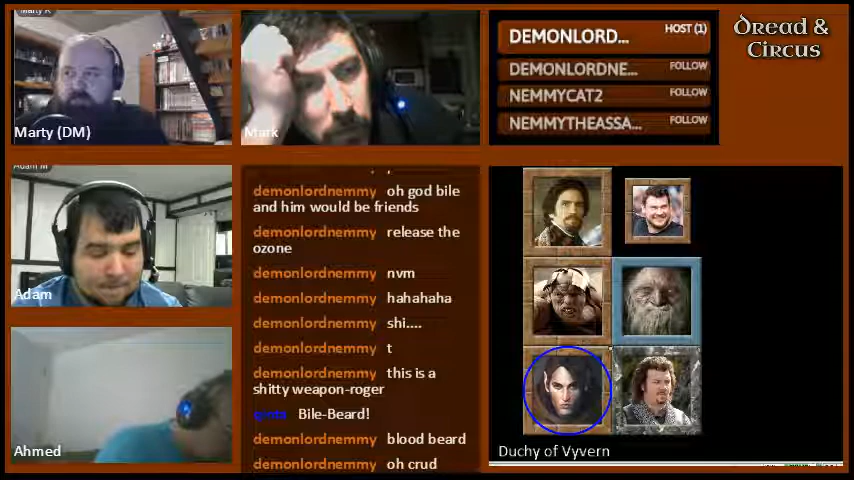 Marty R
Marty (DM)
Mark
DEMONLORD...
HOST (1)
DEMONLORDNE...
FOLLOW
NEMMYCAT2
FOLLOW
NEMMYTHEASSA...
FOLLOW
Dread &
Circus
Adam M
Adam
Ahmed
demonlordnemmy oh god bile
and him would be friends
demonlordnemmy release the
ozone
demonlordnemmy nvm
demonlordnemmy hahahaha
demonlordnemmy shi....
demonlordnemmy t
demonlordnemmy this is a
shitty weapon-roger
Bile-Beard!
demonlordnemmy blood beard
demonlordnemmy oh crud
Duchy of Vyvern